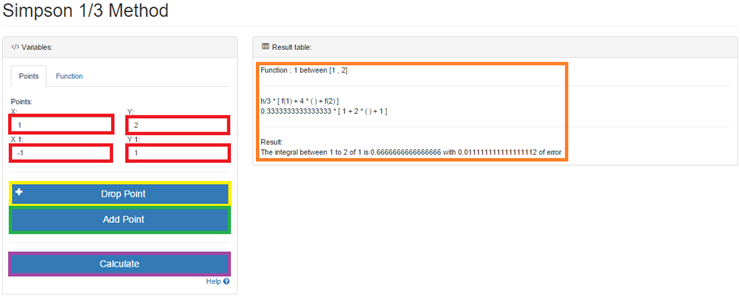 Simpson 1/3 Method
</> Variables:
Points Function
Points:
X: Y:
1 2
X 1: Y 1:
-1 1
Drop Point
Add Point
Calculate
Help
Result table:
Function : 1 between [1 , 2]
h/3 * [ f(1) + 4 * ( ) + f(2) ]
0.3333333333333333 * [ 1 + 2 * ( ) + 1 ]
Result:
The integral between 1 to 2 of 1 is 0.6666666666666666 with 0.011111111111111112 of error